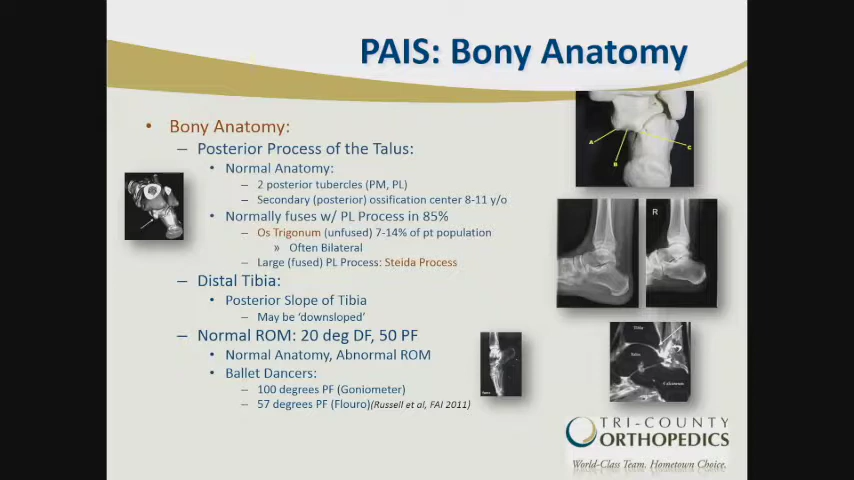 PAIS: Bony Anatomy
• Bony Anatomy:
– Posterior Process of the Talus:
• Normal Anatomy:
– 2 posterior tubercles (PM, PL)
– Secondary (posterior) ossification center 8-11 y/o
• Normally fuses w/ PL Process in 85%
– Os Trigonum (unfused) 7-14% of pt population
» Often Bilateral
– Large (fused) PL Process: Steida Process
– Distal Tibia:
• Posterior Slope of Tibia
– May be ‘downsloped’
– Normal ROM: 20 deg DF, 50 PF
• Normal Anatomy, Abnormal ROM
• Ballet Dancers:
– 100 degrees PF (Goniometer)
– 57 degrees PF (Flouro)(Russell et al, FAI 2011)
A
B
C
R
TRI-COUNTY
ORTHOPEDICS
World-Class Team. Hometown Choice.